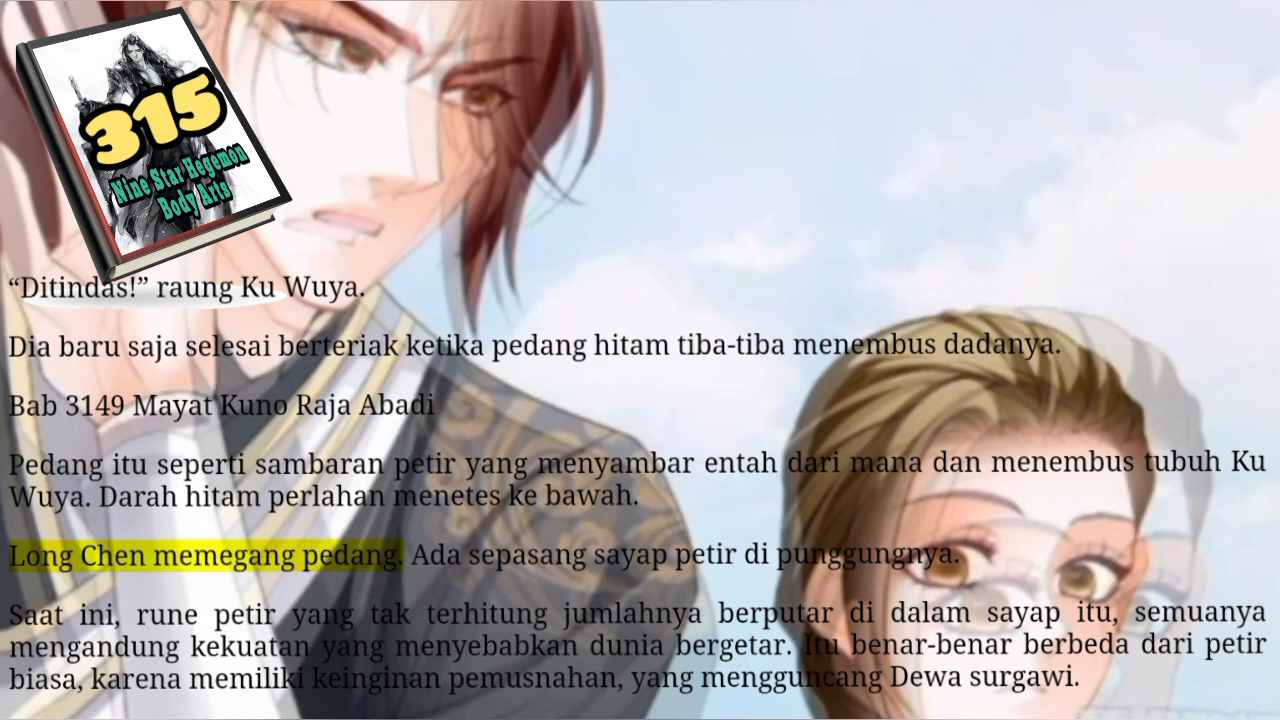 315
Nine Star Hegemon
Body Arts
“Ditindas!” raung Ku Wuya.
Dia baru saja selesai berteriak ketika pedang hitam tiba-tiba menembus dadanya.
Bab 3149 Mayat Kuno Raja Abadi
Pedang itu seperti sambaran petir yang menyambar entah dari mana dan menembus tubuh Ku
Wuya. Darah hitam perlahan menetes ke bawah.
Long Chen memegang pedang. Ada sepasang sayap petir di punggungnya.
Saat ini, rune petir yang tak terhitung jumlahnya berputar di dalam sayap itu, semuanya
mengandung kekuatan yang menyebabkan dunia bergetar. Itu benar-benar berbeda dari petir
biasa, karena memiliki keinginan pemusnahan, yang mengguncang Dewa surgawi.